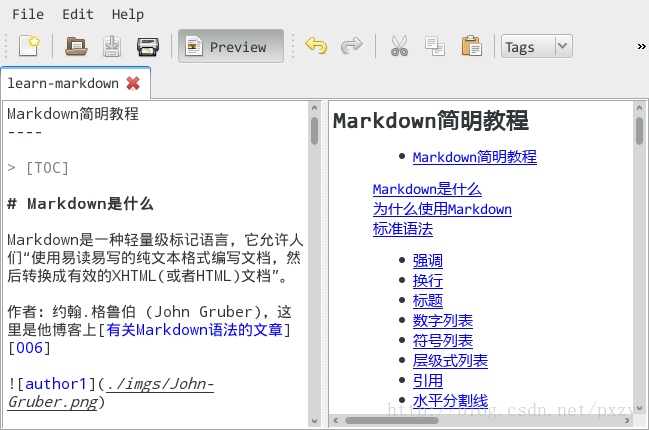 File Edit Help
Preview
Tags
»
learn-markdown
Markdown简明教程
----
> [TOC]
# Markdown是什么
Markdown是一种轻量级标记语言，它允许人
们“使用易读易写的纯文本格式编写文档，然
后转换成有效的XHTML(或者HTML)文档”。
作者：约翰.格鲁伯 (John Gruber)，这
里是他博客上[有关Markdown语法的文章]
[006]
![author1](./imgs/John-
Gruber.png)
Markdown简明教程
Markdown简明教程
Markdown是什么
为什么使用Markdown
标准语法
强调
换行
标题
数字列表
符号列表
层级式列表
引用
水平分割线
http://blog.csdn.net/pxzy